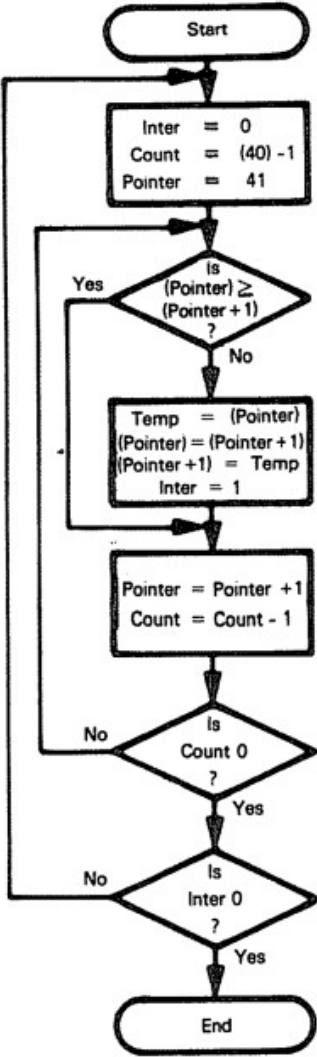 Start
Inter = 0
Count = (40) - 1
Pointer = 41
Is
(Pointer) ≥
(Pointer + 1)
?
Yes
No
Temp = (Pointer)
(Pointer) = (Pointer + 1)
(Pointer + 1) = Temp
Inter = 1
Pointer = Pointer + 1
Count = Count - 1
Is
Count 0
?
No
Yes
Is
Inter 0
?
No
Yes
End